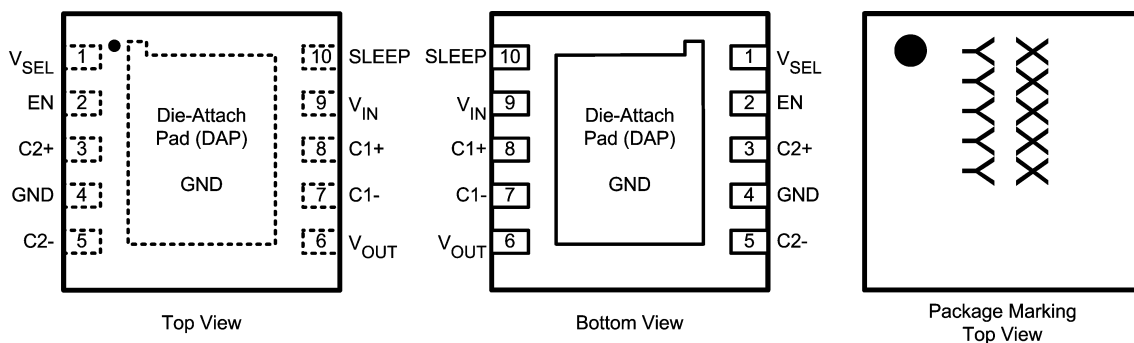 VSEL 1 10 SLEEP
EN 2 9 VIN
C2+ 3 8 C1+
GND 4 7 C1-
C2- 5 6 VOUT
Die-Attach
Pad (DAP)
GND
Top View
SLEEP 10 1 VSEL
VIN 9 2 EN
C1+ 8 3 C2+
C1- 7 4 GND
VOUT 6 5 C2-
Die-Attach
Pad (DAP)
GND
Bottom View
YYYYY
XXXXX
Package Marking
Top View